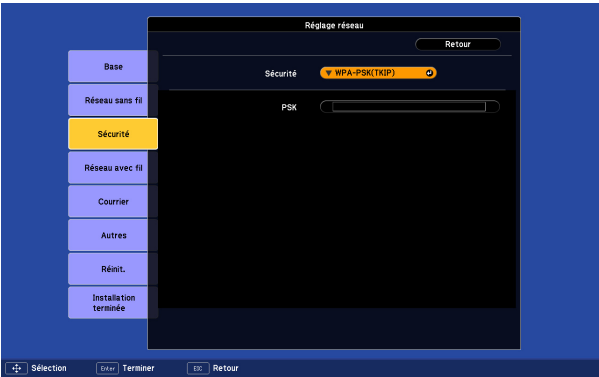 Réglage réseau
Retour
Base
Réseau sans fil
Sécurité
Réseau avec fil
Courrier
Autres
Réinit.
Installation
terminée
Sécurité
WPA-PSK(TKIP)
PSK
Sélection
Enter Terminer
ESC Retour